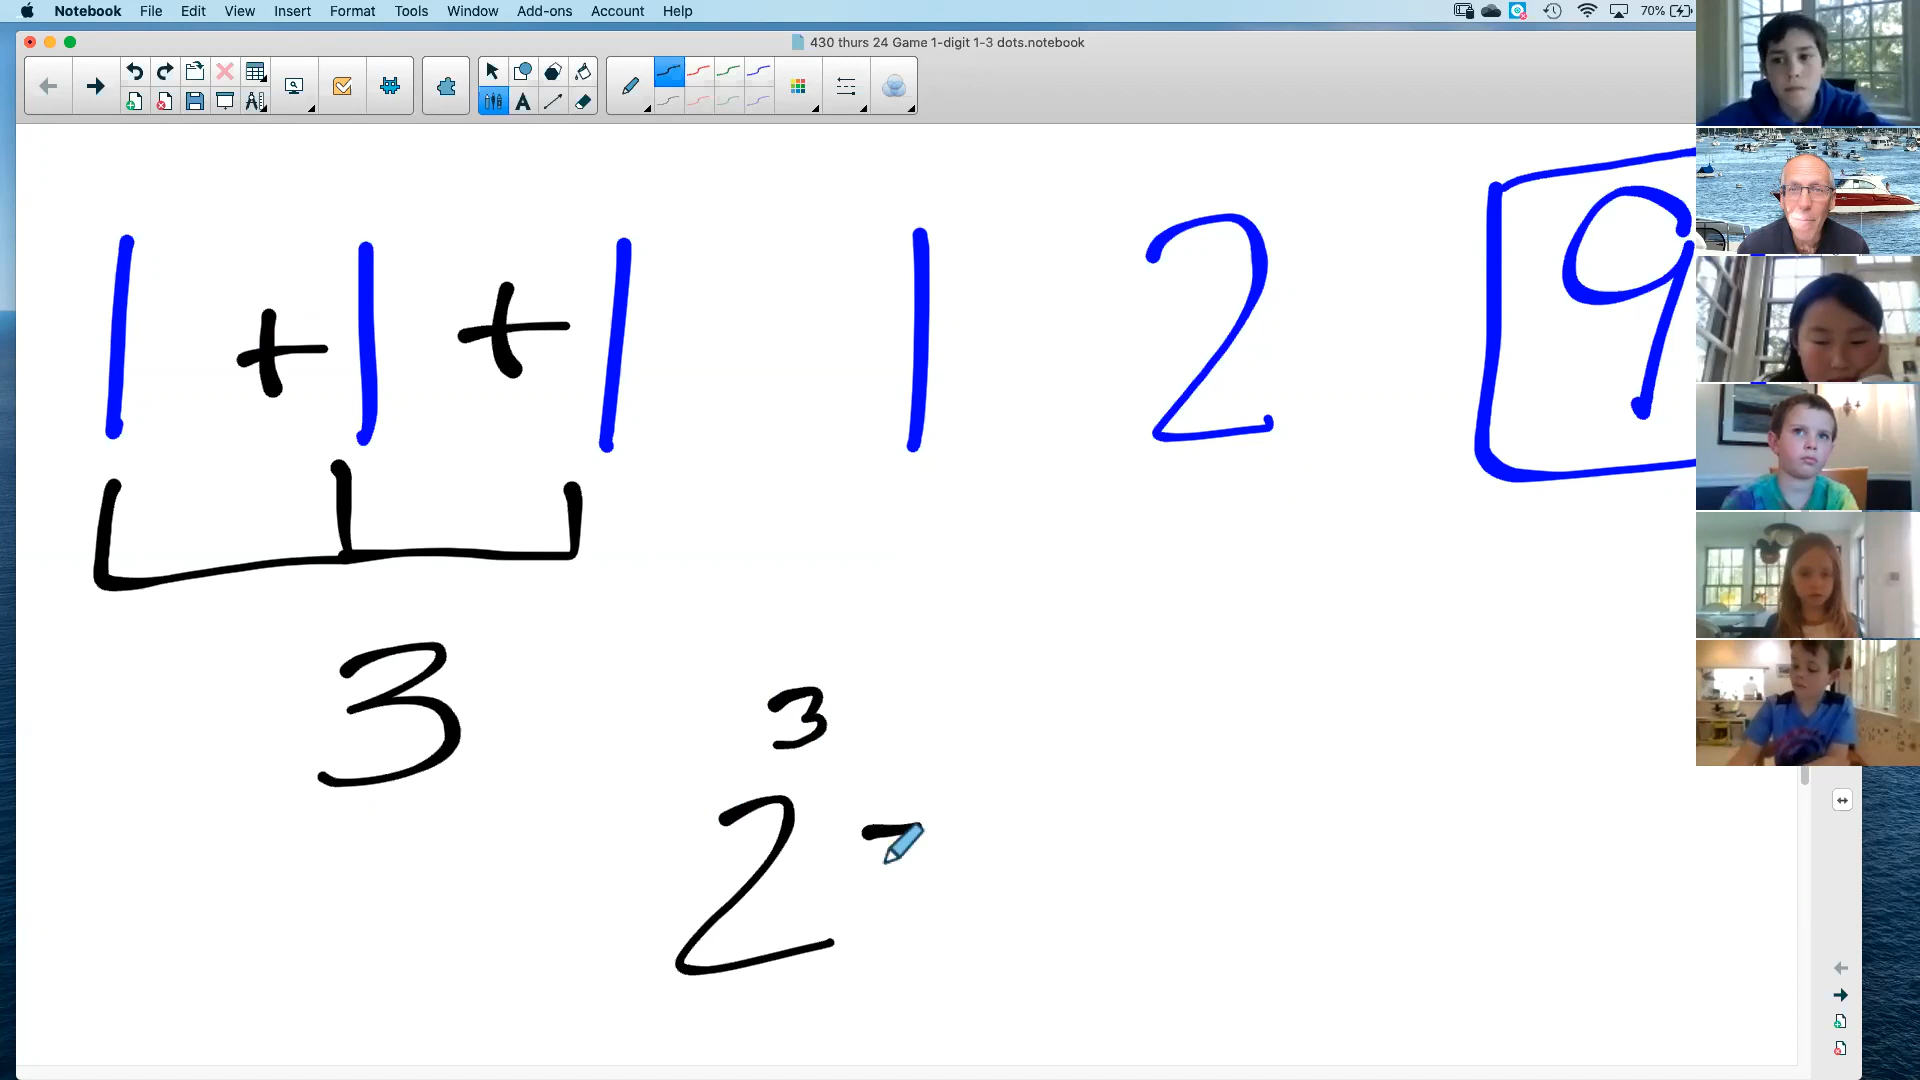 Notebook File Edit View Insert Format Tools Window Add-ons Account Help 70%
430 thurs 24 Game 1-digit 1-3 dots.notebook
1 + 1 + 1 1 2 9
3
3
2